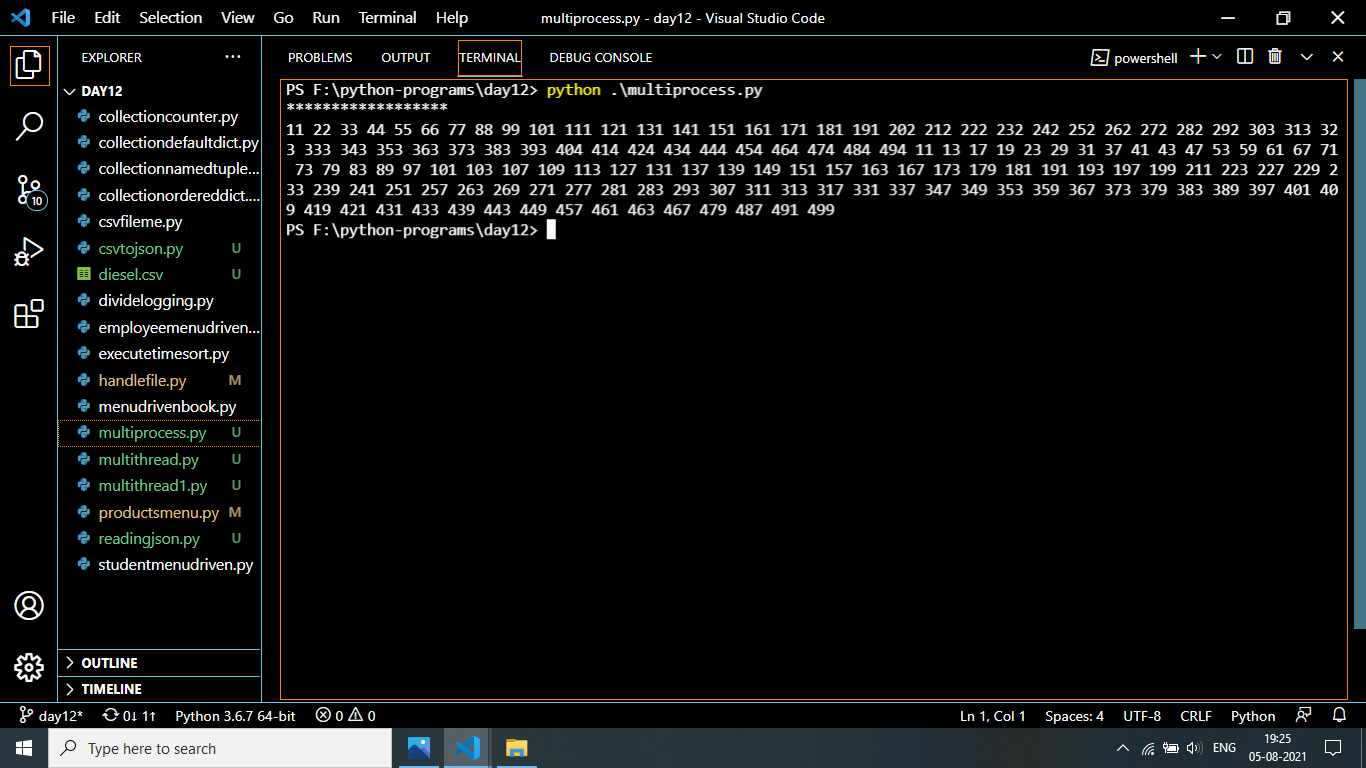 File Edit Selection View Go Run Terminal Help multiprocess.py - day12 - Visual Studio Code
EXPLORER
DAY12
collectioncounter.py
collectiondefaultdict.py
collectionnamedtuple...
collectionordereddict....
csvfileme.py
csvtojson.py U
diesel.csv U
dividelogging.py
employeemenudriven...
executetimesort.py
handlefile.py M
menudrivenbook.py
multiprocess.py U
multithread.py U
multithread1.py U
productsmenu.py M
readingjson.py U
studentmenudriven.py
OUTLINE
TIMELINE
10
PROBLEMS OUTPUT TERMINAL DEBUG CONSOLE powershell
PS F:\python-programs\day12> python .\multiprocess.py
******************
11 22 33 44 55 66 77 88 99 101 111 121 131 141 151 161 171 181 191 202 212 222 232 242 252 262 272 282 292 303 313 32
3 333 343 353 363 373 383 393 404 414 424 434 444 454 464 474 484 494 11 13 17 19 23 29 31 37 41 43 47 53 59 61 67 71
73 79 83 89 97 101 103 107 109 113 127 131 137 139 149 151 157 163 167 173 179 181 191 193 197 199 211 223 227 229 2
33 239 241 251 257 263 269 271 277 281 283 293 307 311 313 317 331 337 347 349 353 359 367 373 379 383 389 397 401 40
9 419 421 431 433 439 443 449 457 461 463 467 479 487 491 499
PS F:\python-programs\day12>
day12* 0↓ 1↑ Python 3.6.7 64-bit 0 0 Ln 1, Col 1 Spaces: 4 UTF-8 CRLF Python
Type here to search ENG 19:25
05-08-2021